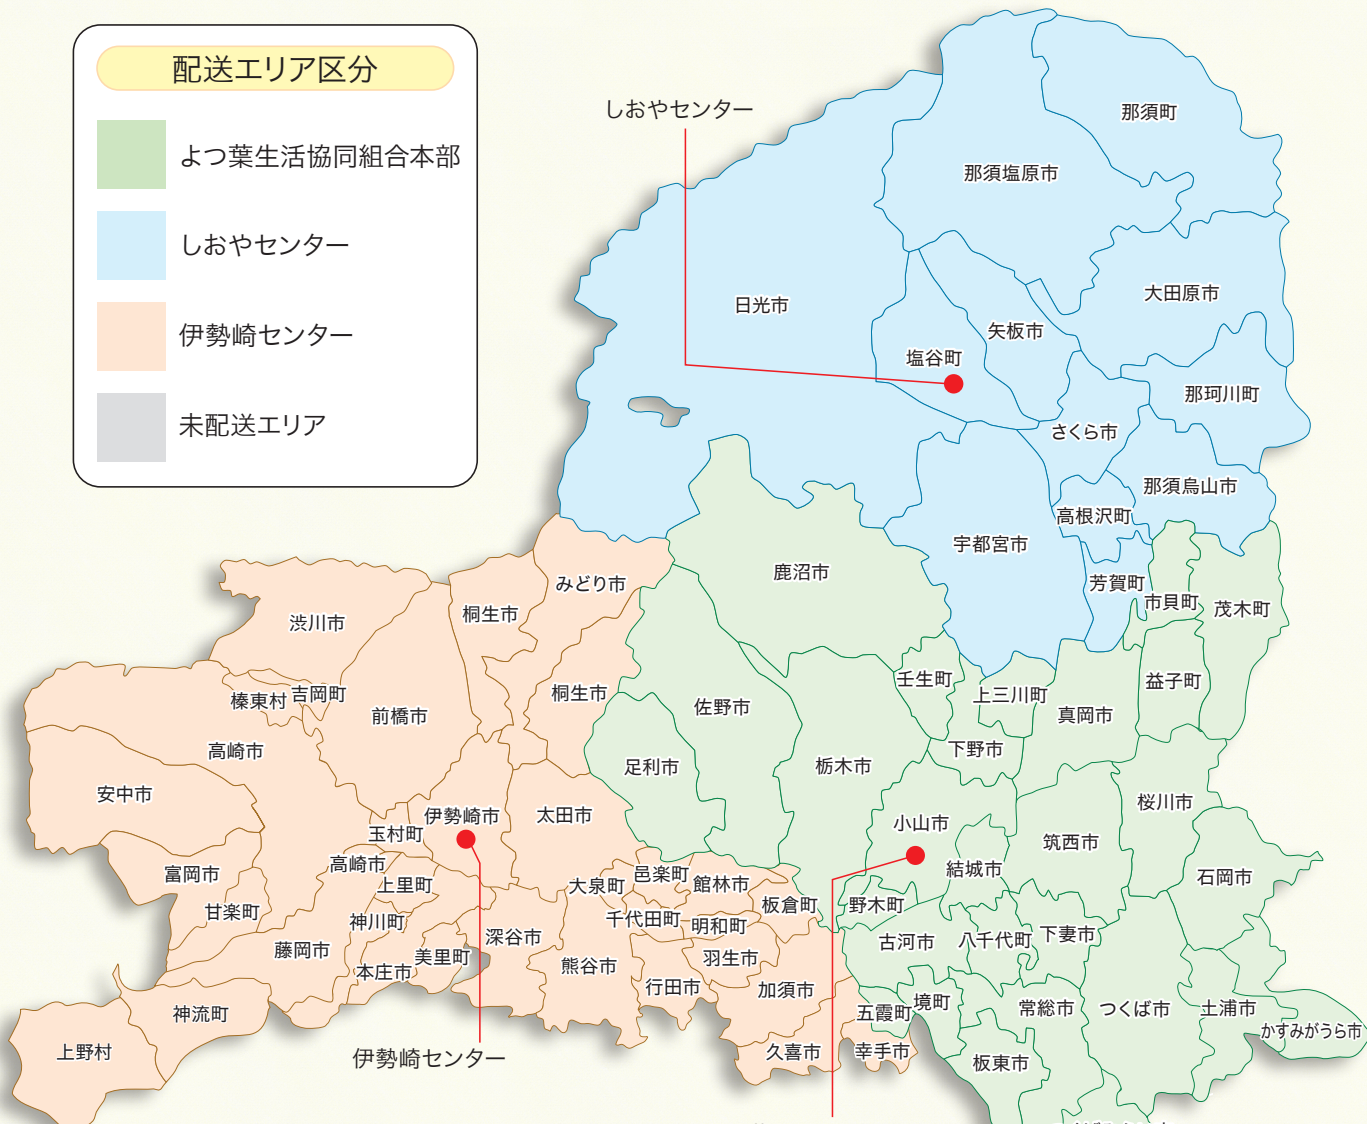 配送エリア区分
よつ葉生活協同組合本部
しおやセンター
伊勢崎センター
未配送エリア
しおやセンター
那須町
那須塩原市
大田原市
日光市
矢板市
塩谷町
那珂川町
さくら市
那須烏山市
高根沢町
宇都宮市
鹿沼市
みどり市
芳賀町
市貝町
茂木町
桐生市
渋川市
壬生町
益子町
桐生市
上三川町
榛東村
吉岡町
佐野市
前橋市
真岡市
高崎市
下野市
足利市
栃木市
安中市
桜川市
伊勢崎市
太田市
小山市
玉村町
筑西市
高崎市
結城市
富岡市
邑楽町
石岡市
上里町
大泉町
館林市
板倉町
野木町
甘楽町
神川町
千代田町
明和町
下妻市
深谷市
古河市
八千代町
藤岡市
美里町
羽生市
熊谷市
本庄市
行田市
加須市
境町
常総市
つくば市
土浦市
神流町
五霞町
かすみがうら市
上野村
久喜市
幸手市
伊勢崎センター
板東市